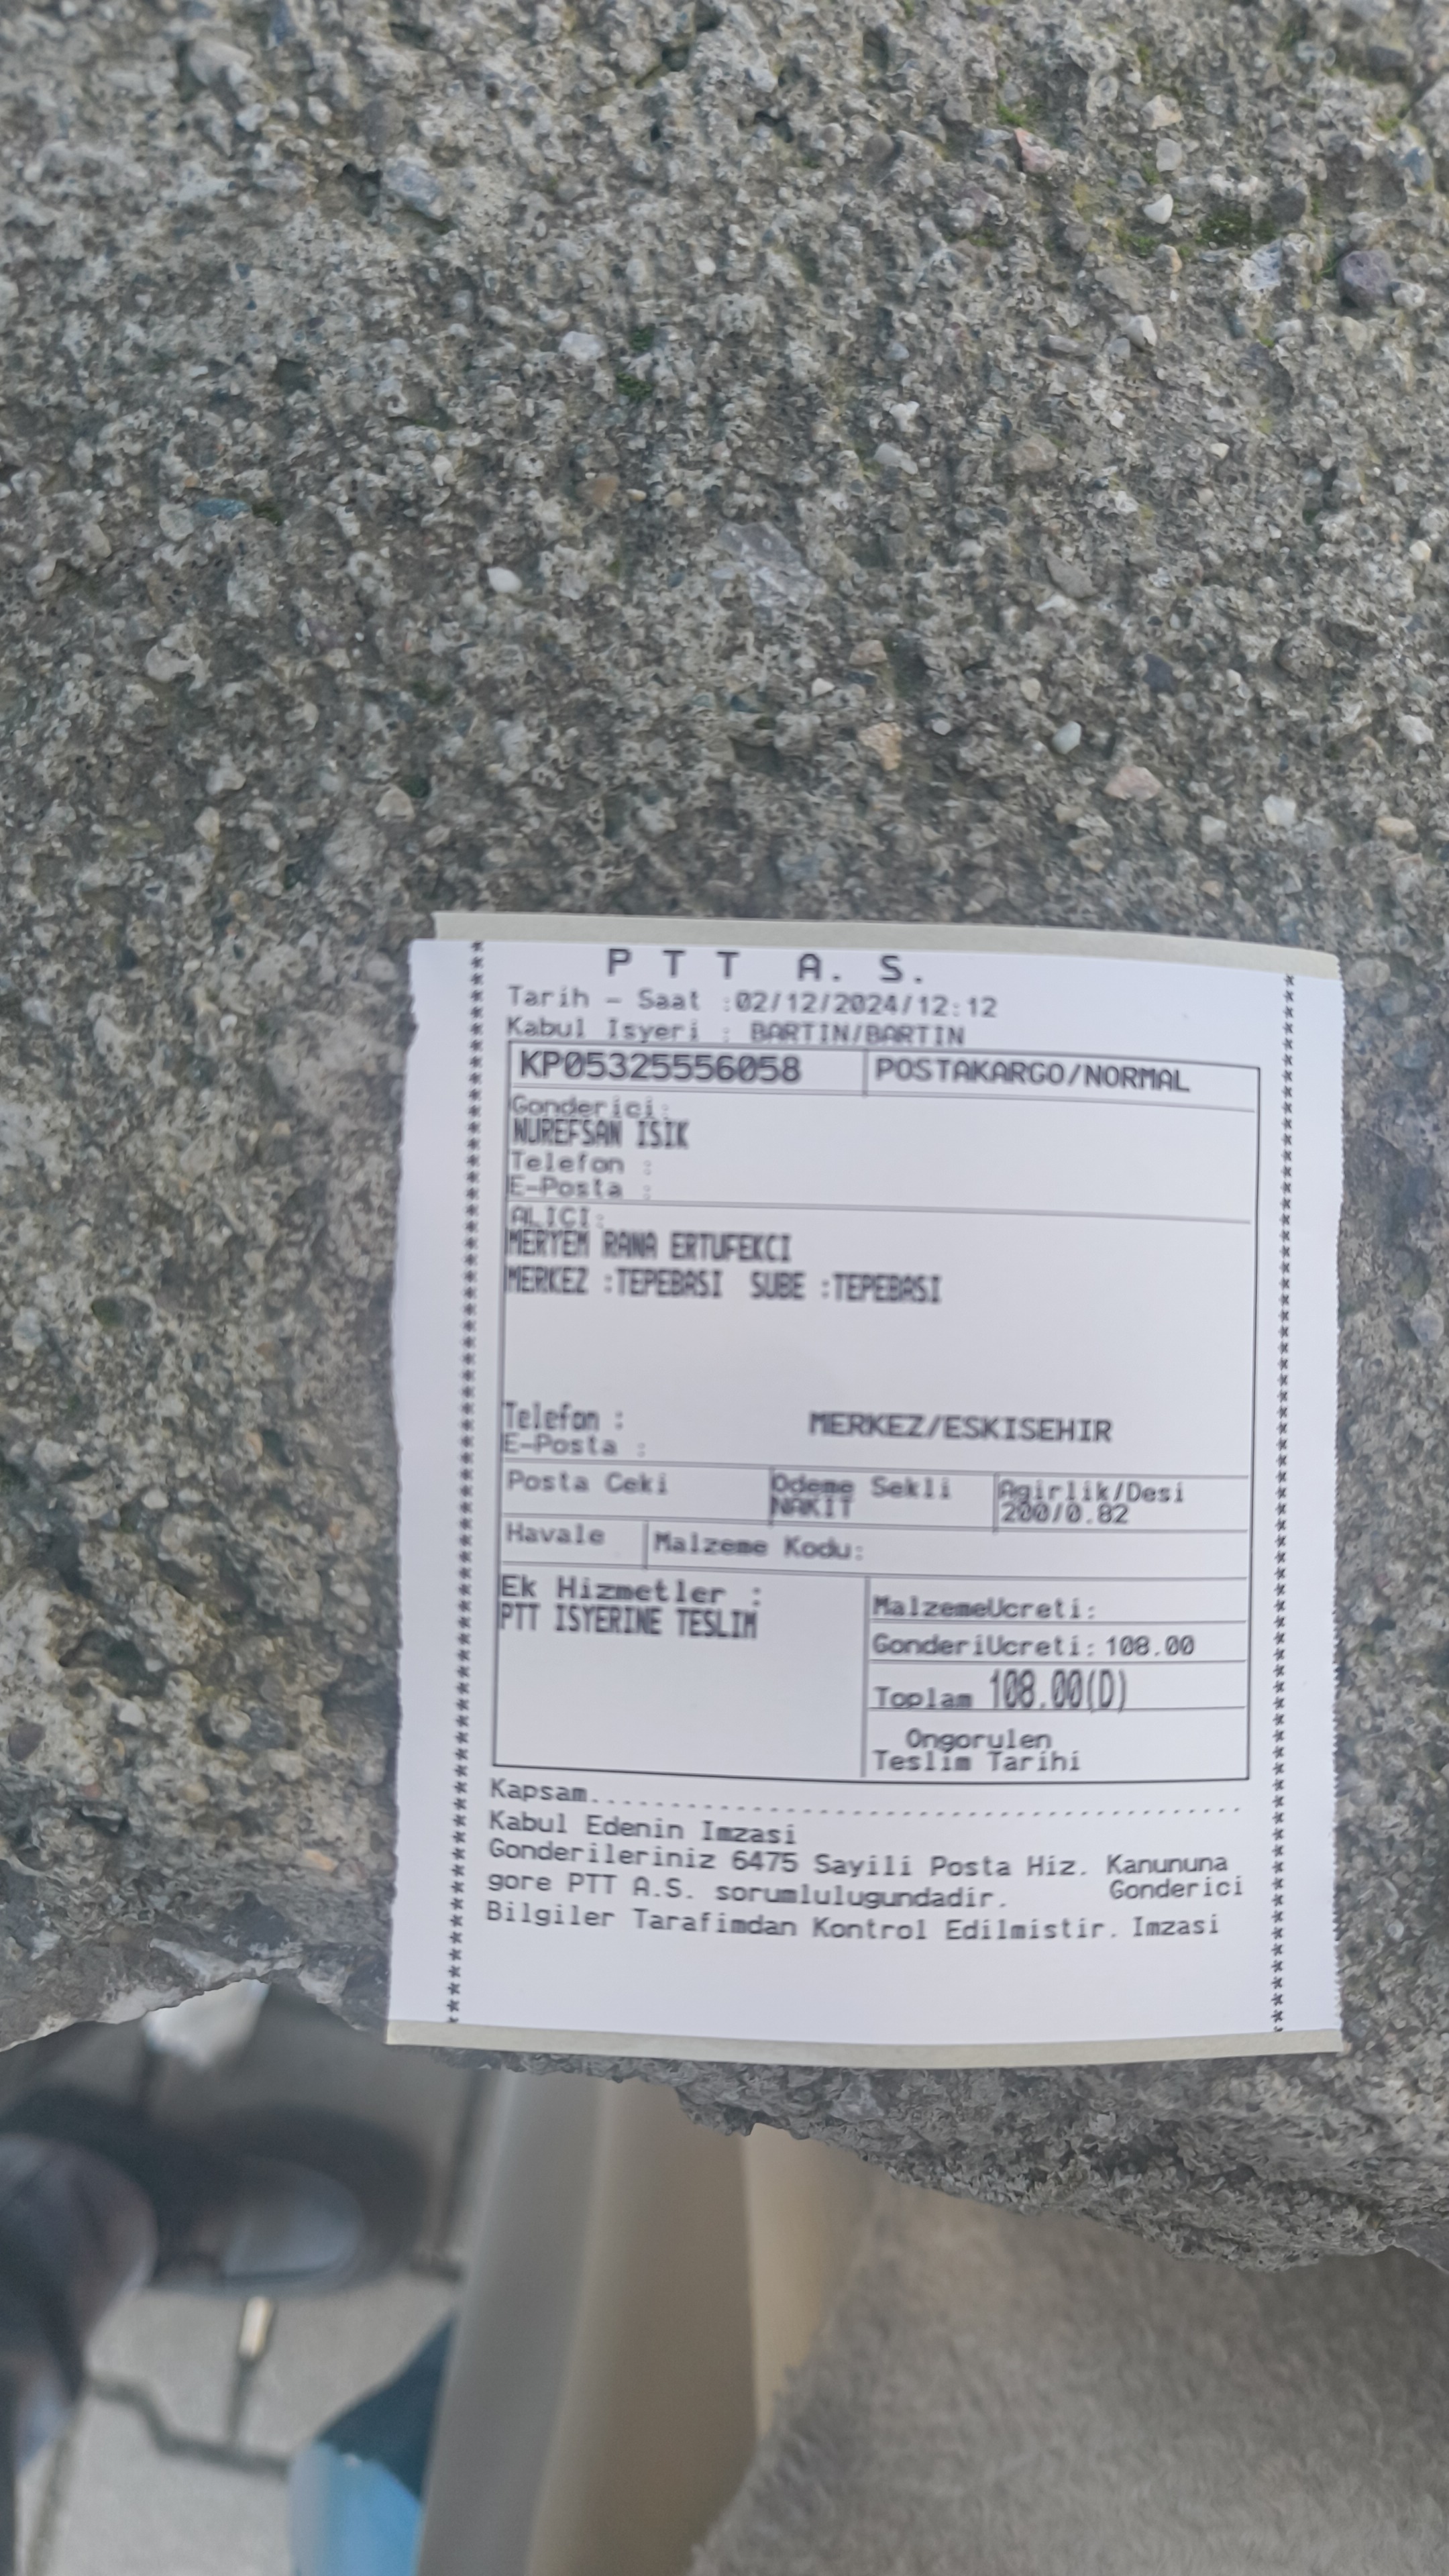 P T T A. S.
Tarih - Saat :02/12/2024/12:12
Kabul Isyeri : BARTIN/BARTIN
KP05325556058 POSTAKARGO/NORMAL
Gonderici:
NUREFSAN ISIK
Telefon :
E-Posta :
ALICI:
MERYEM RANA ERTUFEKCI
MERKEZ :TEPEBASI SUBE :TEPEBASI
Telefon : MERKEZ/ESKISEHIR
E-Posta :
Posta Ceki Odeme Sekli Agirlik/Desi
NAKIT 200/0.82
Havale Malzeme Kodu:
Ek Hizmetler :
PTT ISYERINE TESLIM
MalzemeUcreti:
GonderiUcreti: 108.00
Toplam 108.00(D)
Ongorulen
Teslim Tarihi
Kapsam..........................................
Kabul Edenin Imzasi
Gonderileriniz 6475 Sayili Posta Hiz. Kanununa
gore PTT A.S. sorumlulugundadir. Gonderici
Bilgiler Tarafimdan Kontrol Edilmistir. Imzasi